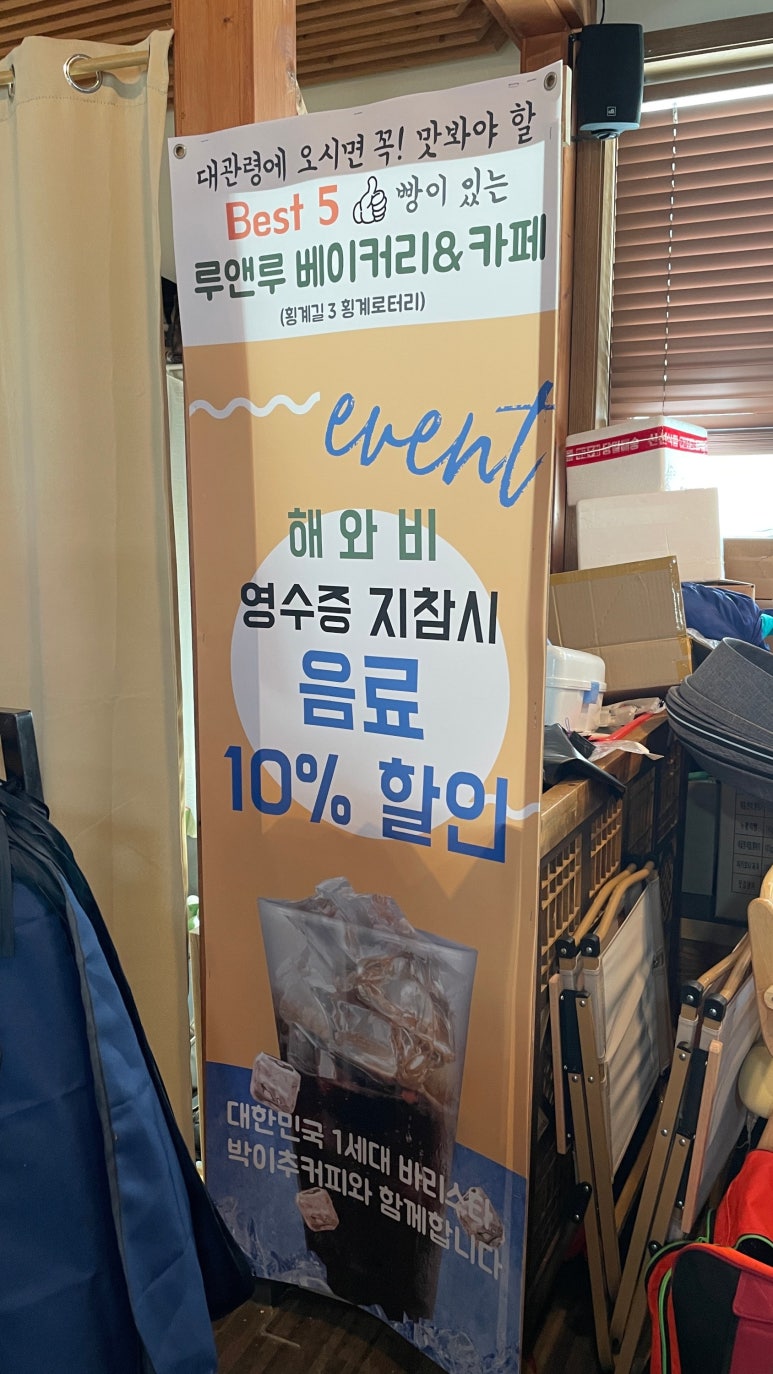 대관령에 오시면 꼭! 맛봐야 할
Best 5 빵이 있는
루앤루 베이커리&카페
(횡계길 3 횡계로터리)
event
해 와 비
영수증 지참시
음료
10% 할인
대한민국 1세대 바리스타
박이추커피와 함께합니다